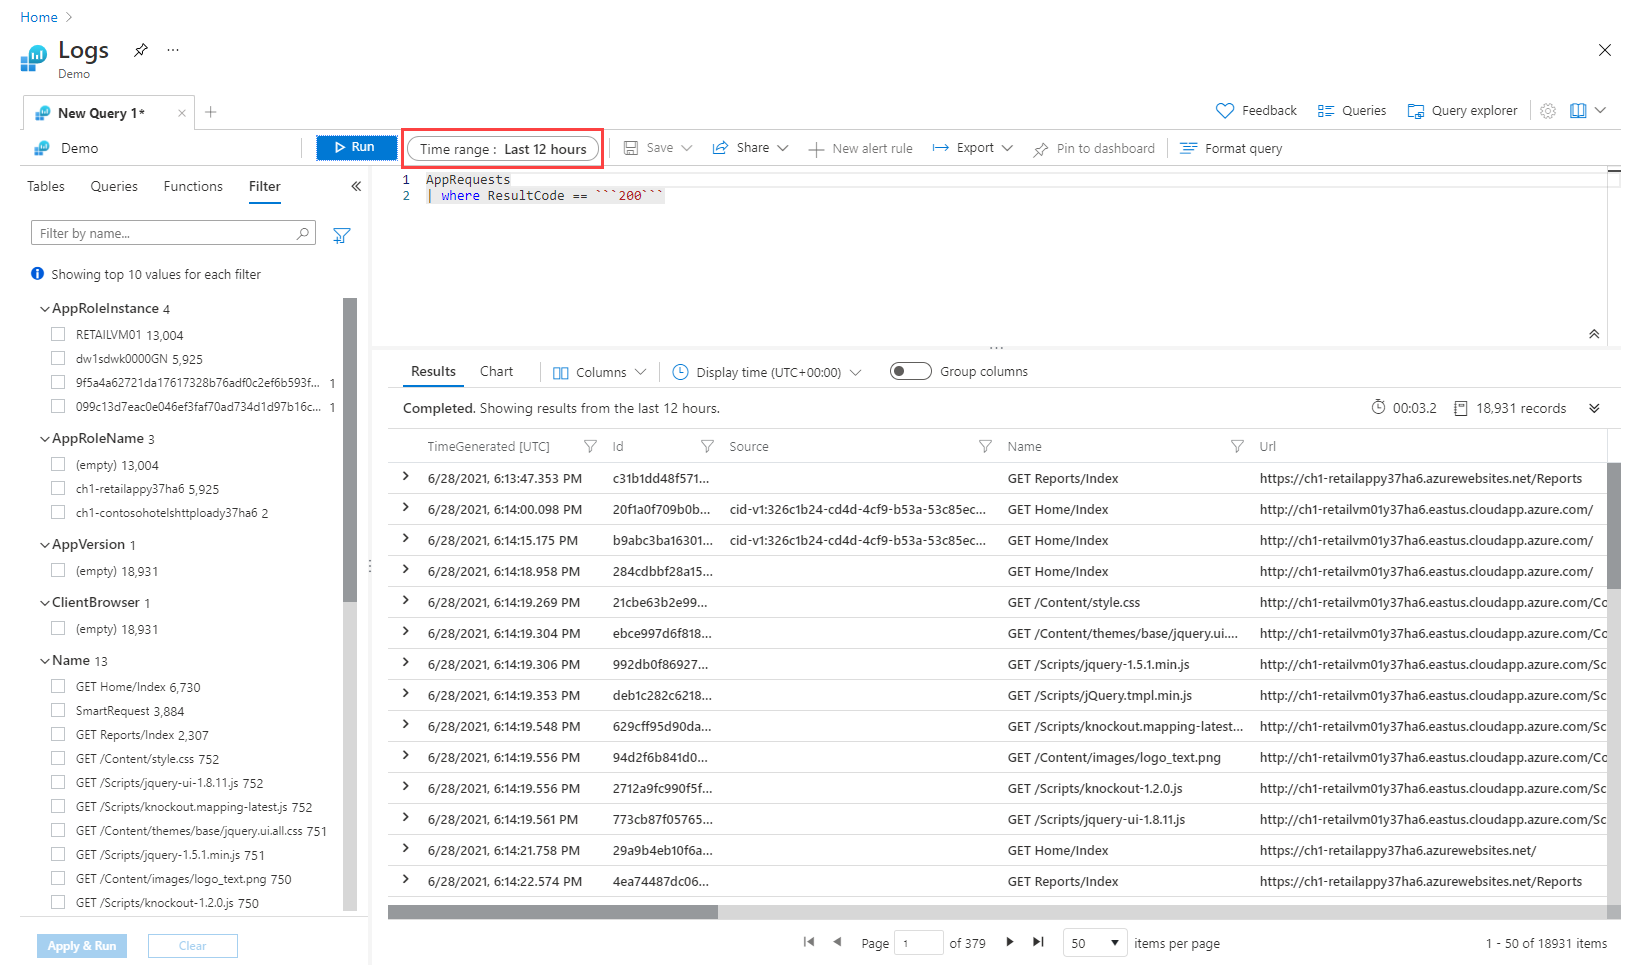 Home
Logs
Demo
New Query 1*
Feedback
Queries
Query explorer
Demo
Run
Time range : Last 12 hours
Save
Share
New alert rule
Export
Pin to dashboard
Format query
Tables Queries Functions Filter
Filter by name...
Showing top 10 values for each filter
AppRoleInstance 4
RETAILVM01 13,004
dw1sdwk0000GN 5,925
9f5a4a62721da17617328b76adf0c2ef6b593f... 1
099c13d7eac0e046ef3faf70ad734d1d97b16c... 1
AppRoleName 3
(empty) 13,004
ch1-retailappy37ha6 5,925
ch1-contosohotelshttploady37ha6 2
AppVersion 1
(empty) 18,931
ClientBrowser 1
(empty) 18,931
Name 13
GET Home/Index 6,730
SmartRequest 3,884
GET Reports/Index 2,307
GET /Content/style.css 752
GET /Scripts/jquery-ui-1.8.11.js 752
GET /Scripts/knockout.mapping-latest.js 752
GET /Content/themes/base/jquery.ui.all.css 751
GET /Scripts/jquery-1.5.1.min.js 751
GET /Content/images/logo_text.png 750
GET /Scripts/knockout-1.2.0.js 750
Apply & Run
Clear
1 AppRequests
2 | where ResultCode == ```200```
Results Chart Columns Display time (UTC+00:00) Group columns
Completed. Showing results from the last 12 hours.
00:03.2
18,931 records
TimeGenerated [UTC] Id Source Name Url
6/28/2021, 6:13:47.353 PM c31b1dd48f571... GET Reports/Index https://ch1-retailappy37ha6.azurewebsites.net/Reports
6/28/2021, 6:14:00.098 PM 20f1a0f709b0b... cid-v1:326c1b24-cd4d-4cf9-b53a-53c85ec... GET Home/Index http://ch1-retailvm01y37ha6.eastus.cloudapp.azure.com/
6/28/2021, 6:14:15.175 PM b9abc3ba16301... cid-v1:326c1b24-cd4d-4cf9-b53a-53c85ec... GET Home/Index http://ch1-retailvm01y37ha6.eastus.cloudapp.azure.com/
6/28/2021, 6:14:18.958 PM 284cdbbf28a15... GET Home/Index http://ch1-retailvm01y37ha6.eastus.cloudapp.azure.com/
6/28/2021, 6:14:19.269 PM 21cbe63b2e99... GET /Content/style.css http://ch1-retailvm01y37ha6.eastus.cloudapp.azure.com/Co
6/28/2021, 6:14:19.304 PM ebce997d6f818... GET /Content/themes/base/jquery.ui.... http://ch1-retailvm01y37ha6.eastus.cloudapp.azure.com/Co
6/28/2021, 6:14:19.306 PM 992db0f86927... GET /Scripts/jquery-1.5.1.min.js http://ch1-retailvm01y37ha6.eastus.cloudapp.azure.com/Sc
6/28/2021, 6:14:19.353 PM deb1c282c6218... GET /Scripts/jQuery.tmpl.min.js http://ch1-retailvm01y37ha6.eastus.cloudapp.azure.com/Sc
6/28/2021, 6:14:19.548 PM 629cff95d90da... GET /Scripts/knockout.mapping-latest... http://ch1-retailvm01y37ha6.eastus.cloudapp.azure.com/Sc
6/28/2021, 6:14:19.556 PM 94d2f6b841d0... GET /Content/images/logo_text.png http://ch1-retailvm01y37ha6.eastus.cloudapp.azure.com/Co
6/28/2021, 6:14:19.556 PM 2712a9fc990f5f... GET /Scripts/knockout-1.2.0.js http://ch1-retailvm01y37ha6.eastus.cloudapp.azure.com/Sc
6/28/2021, 6:14:19.561 PM 773cb87f05765... GET /Scripts/jquery-ui-1.8.11.js http://ch1-retailvm01y37ha6.eastus.cloudapp.azure.com/Sc
6/28/2021, 6:14:21.758 PM 29a9b4eb10f6a... GET Home/Index https://ch1-retailappy37ha6.azurewebsites.net/
6/28/2021, 6:14:22.574 PM 4ea74487dc06... GET Reports/Index https://ch1-retailappy37ha6.azurewebsites.net/Reports
Page 1 of 379
50 items per page
1 - 50 of 18931 items